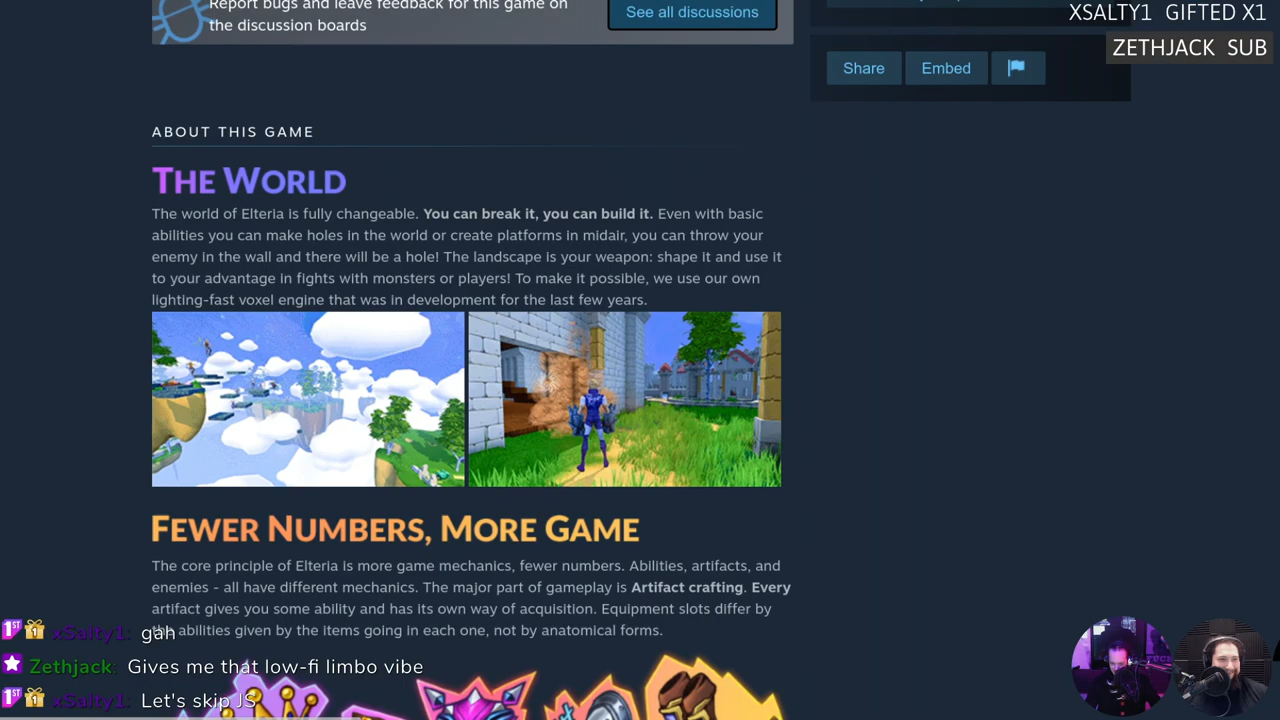 Report bugs and leave feedback for this game on
the discussion boards
See all discussions
XSALTY1 GIFTED X1
ZETHJACK SUB
Share
Embed
ABOUT THIS GAME
THE WORLD
The world of Elteria is fully changeable. You can break it, you can build it. Even with basic
abilities you can make holes in the world or create platforms in midair, you can throw your
enemy in the wall and there will be a hole! The landscape is your weapon: shape it and use it
to your advantage in fights with monsters or players! To make it possible, we use our own
lighting-fast voxel engine that was in development for the last few years.
FEWER NUMBERS, MORE GAME
The core principle of Elteria is more game mechanics, fewer numbers. Abilities, artifacts, and
enemies - all have different mechanics. The major part of gameplay is Artifact crafting. Every
artifact gives you some ability and has its own way of acquisition. Equipment slots differ by
the abilities given by the items going in each one, not by anatomical forms.
1ST 1 xSalty1: gah
Zethjack: Gives me that low-fi limbo vibe
1ST 1 xSalty1: Let's skip JS